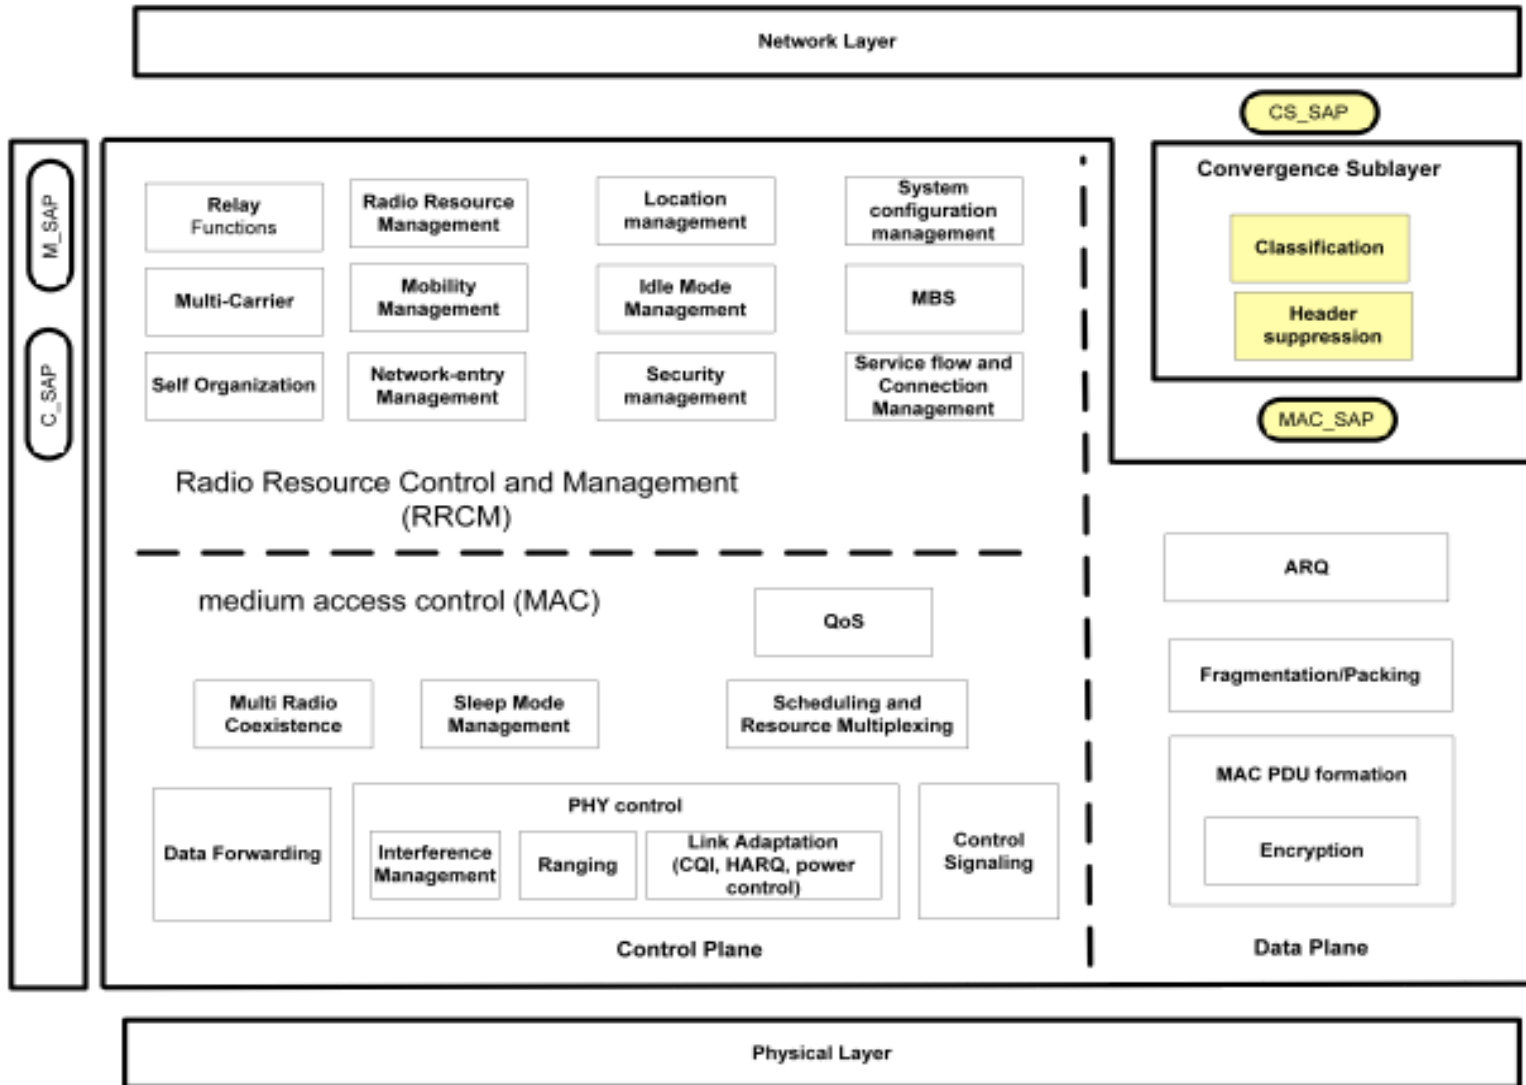 Network Layer
CS_SAP
M_SAP
C_SAP
Relay
Functions
Radio Resource
Management
Location
management
System
configuration
management
Multi-Carrier
Mobility
Management
Idle Mode
Management
MBS
Self Organization
Network-entry
Management
Security
management
Service flow and
Connection
Management
Convergence Sublayer
Classification
Header
suppression
MAC_SAP
Radio Resource Control and Management
(RRCM)
medium access control (MAC)
QoS
Multi Radio
Coexistence
Sleep Mode
Management
Scheduling and
Resource Multiplexing
Data Forwarding
PHY control
Interference
Management
Ranging
Link Adaptation
(CQI, HARQ, power
control)
Control
Signaling
Control Plane
ARQ
Fragmentation/Packing
MAC PDU formation
Encryption
Data Plane
Physical Layer